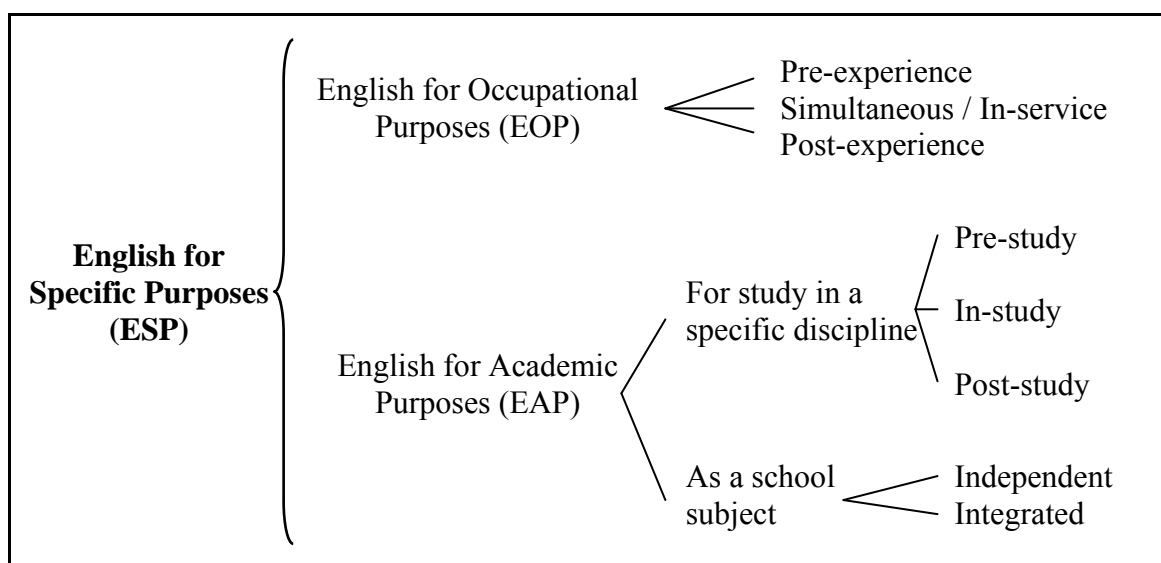 English for Occupational
Purposes (EOP)
Pre-experience
Simultaneous / In-service
Post-experience
English for
Specific Purposes
(ESP)
English for Academic
Purposes (EAP)
For study in a
specific discipline
Pre-study
In-study
Post-study
As a school
subject
Independent
Integrated